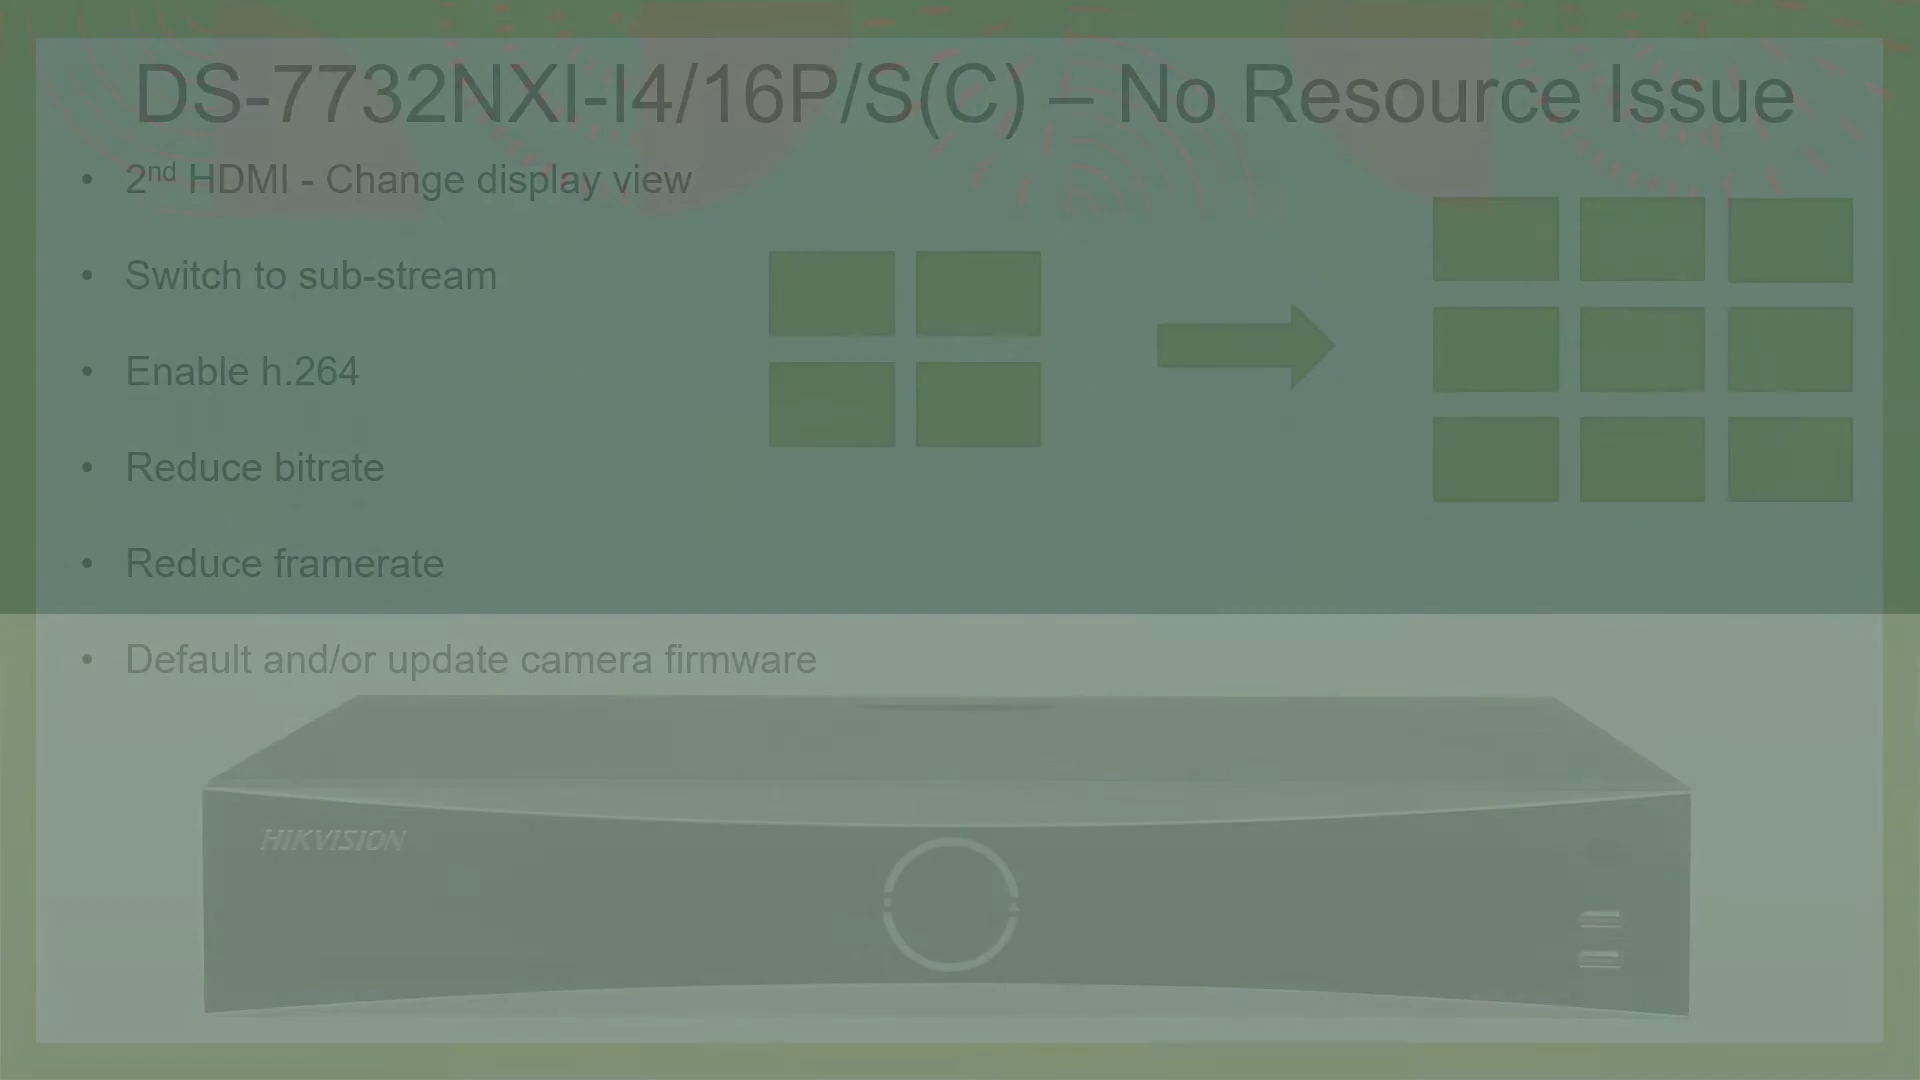 DS-7732NXI-I4/16P/S(C) – No Resource Issue
• 2nd HDMI - Change display view
• Switch to sub-stream
• Enable h.264
• Reduce bitrate
• Reduce framerate
• Default and/or update camera firmware
HIKVISION